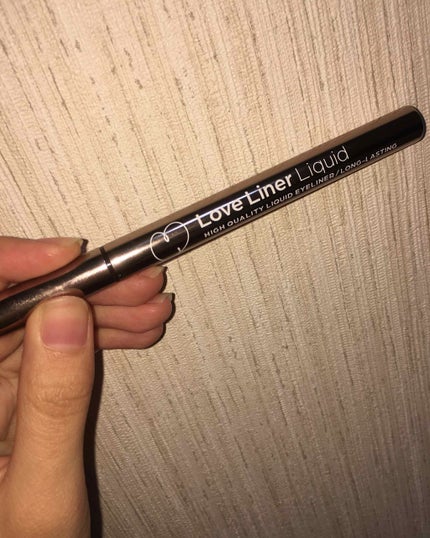 Love Liner Liquid
HIGH QUALITY LIQUID EYELINER / LONG-LASTING